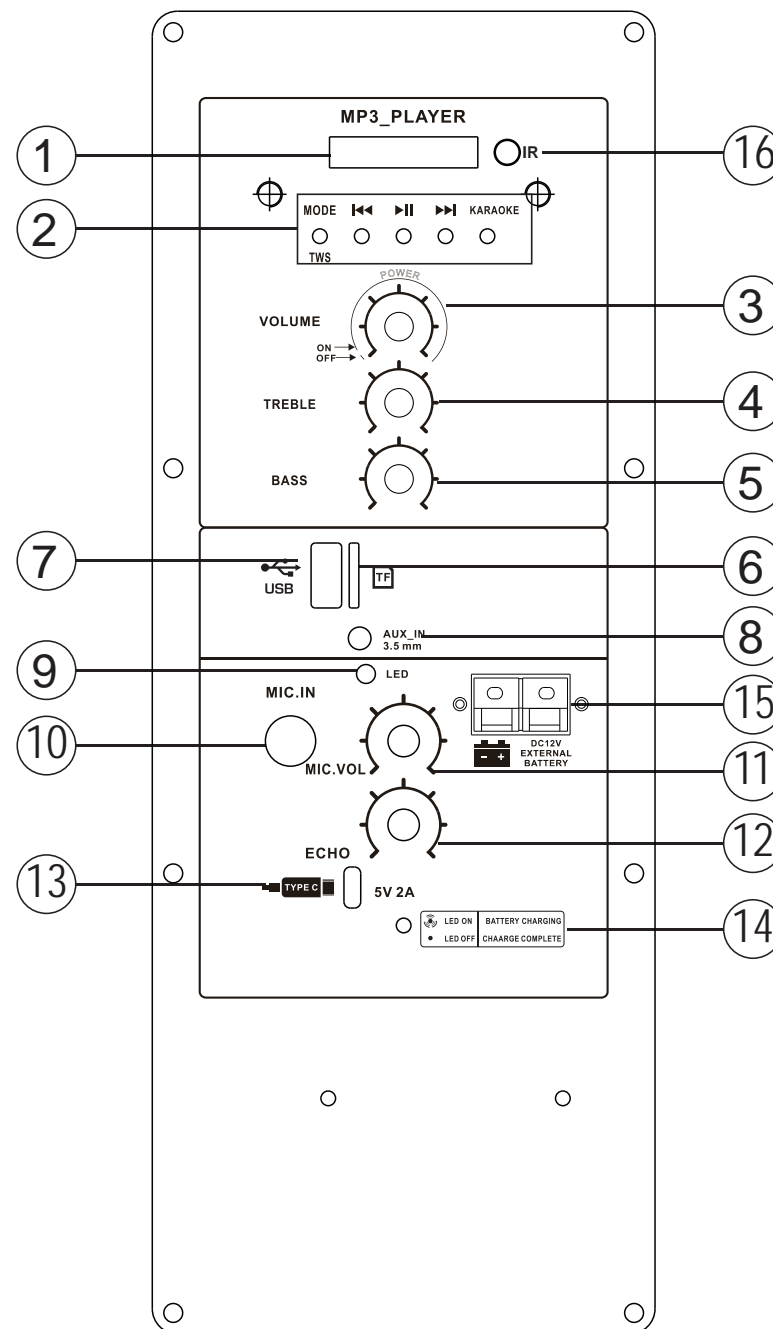 MP3_PLAYER
1
IR
16
MODE
KARAOKE
2
TWS
POWER
3
VOLUME
ON
OFF
TREBLE
4
BASS
5
7
USB
TF
6
AUX_IN
3.5 mm
8
9
LED
MIC.IN
15
10
DC12V
EXTERNAL
BATTERY
- +
MIC.VOL
11
12
ECHO
13
TYPE C
5V 2A
LED ON BATTERY CHARGING
LED OFF CHAARGE COMPLETE
14